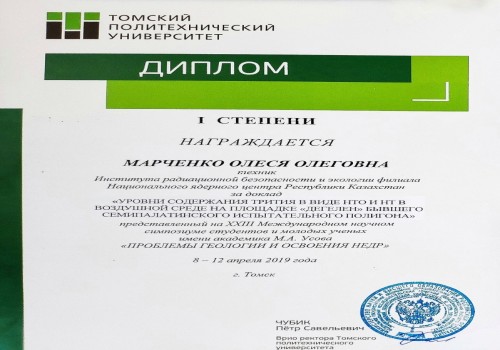 ТОМСКИЙ
ПОЛИТЕХНИЧЕСКИЙ
УНИВЕРСИТЕТ
ДИПЛОМ
I СТЕПЕНИ
НАГРАЖДАЕТСЯ
МАРЧЕНКО ОЛЕСЯ ОЛЕГОВНА
техник
Института радиационной безопасности и экологии филиала
Национального ядерного центра Республики Казахстан
за доклад
«УРОВНИ СОДЕРЖАНИЯ ТРИТИЯ В ВИДЕ НТО И НТ В
ВОЗДУШНОЙ СРЕДЕ НА ПЛОЩАДКЕ «ДЕГЕЛЕН» БЫВШЕГО
СЕМИПАЛАТИНСКОГО ИСПЫТАТЕЛЬНОГО ПОЛИГОНА»
представленный на XXIII Международном научном
симпозиуме студентов и молодых ученых
имени академика М.А. Усова
«ПРОБЛЕМЫ ГЕОЛОГИИ И ОСВОЕНИЯ НЕДР»
8 – 12 апреля 2019 года
г. Томск
ЧУБИК
Пётр Савельевич
Врио ректора Томского
политехнического
университета